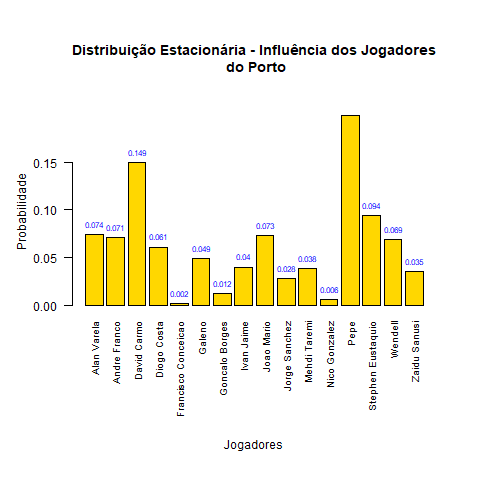 Distribuição Estacionária - Influência dos Jogadores
do Porto
Probabilidade
0.15
0.10
0.05
0.00
0.074
0.071
0.149
0.061
0.002
0.049
0.012
0.04
0.073
0.028
0.038
0.006
0.094
0.069
0.035
Alan Varela
Andre Franco
David Carmo
Diogo Costa
Francisco Conceicao
Galeno
Goncalo Borges
Ivan Jaime
Joao Mario
Jorge Sanchez
Mehdi Taremi
Nico Gonzalez
Pepe
Stephen Eustaquio
Wendell
Zaidu Sanusi
Jogadores